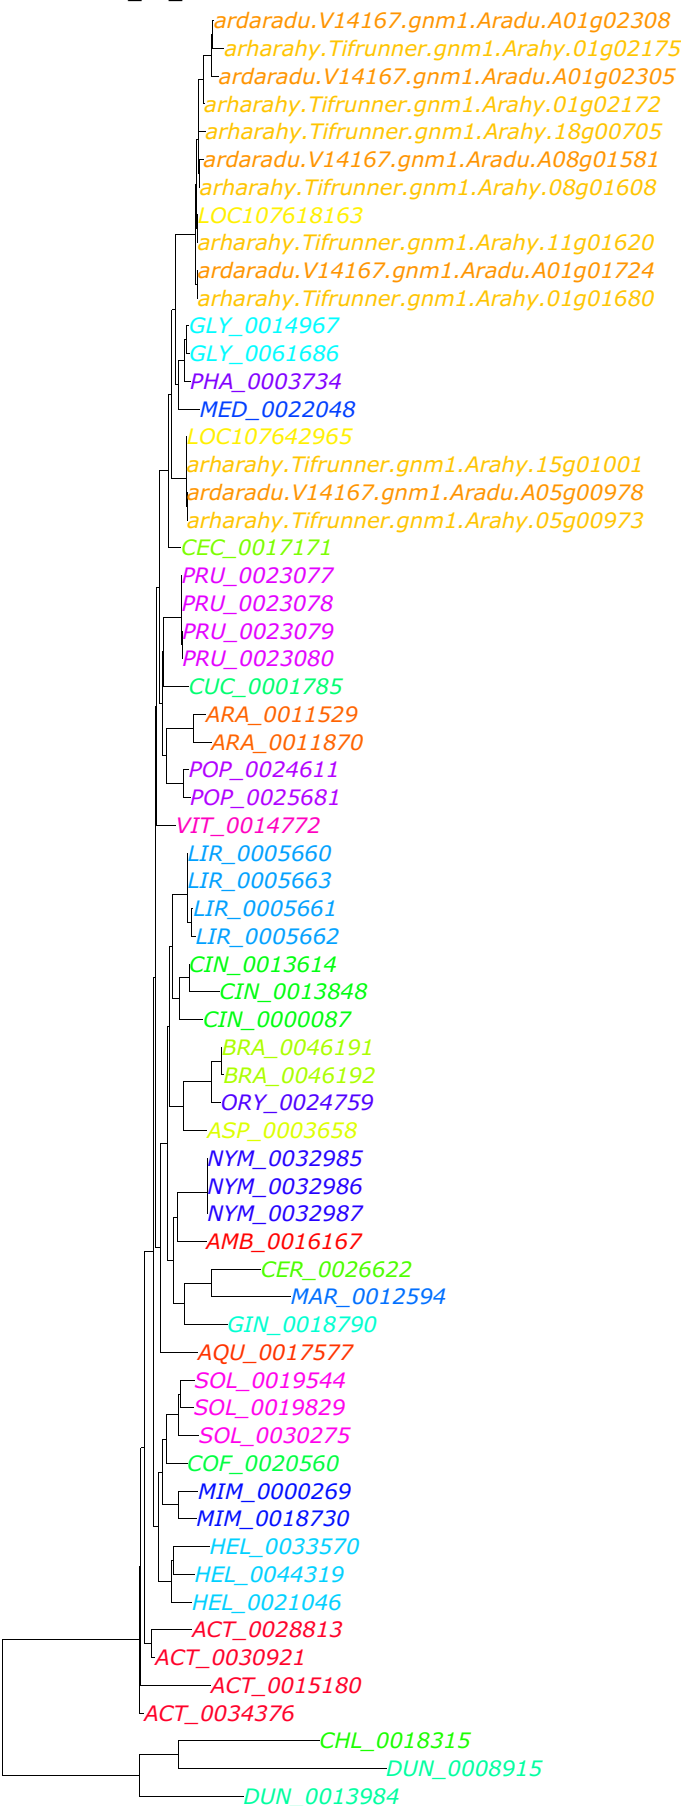 ardaradu.V14167.gnm1.Aradu.A01g02308
arharahy.Tifrunner.gnm1.Arahy.01g02175
ardaradu.V14167.gnm1.Aradu.A01g02305
arharahy.Tifrunner.gnm1.Arahy.01g02172
arharahy.Tifrunner.gnm1.Arahy.18g00705
ardaradu.V14167.gnm1.Aradu.A08g01581
arharahy.Tifrunner.gnm1.Arahy.08g01608
LOC107618163
arharahy.Tifrunner.gnm1.Arahy.11g01620
ardaradu.V14167.gnm1.Aradu.A01g01724
arharahy.Tifrunner.gnm1.Arahy.01g01680
GLY_0014967
GLY_0061686
PHA_0003734
MED_0022048
LOC107642965
arharahy.Tifrunner.gnm1.Arahy.15g01001
ardaradu.V14167.gnm1.Aradu.A05g00978
arharahy.Tifrunner.gnm1.Arahy.05g00973
CEC_0017171
PRU_0023077
PRU_0023078
PRU_0023079
PRU_0023080
CUC_0001785
ARA_0011529
ARA_0011870
POP_0024611
POP_0025681
VIT_0014772
LIR_0005660
LIR_0005663
LIR_0005661
LIR_0005662
CIN_0013614
CIN_0013848
CIN_0000087
BRA_0046191
BRA_0046192
ORY_0024759
ASP_0003658
NYM_0032985
NYM_0032986
NYM_0032987
AMB_0016167
CER_0026622
MAR_0012594
GIN_0018790
AQU_0017577
SOL_0019544
SOL_0019829
SOL_0030275
COF_0020560
MIM_0000269
MIM_0018730
HEL_0033570
HEL_0044319
HEL_0021046
ACT_0028813
ACT_0030921
ACT_0015180
ACT_0034376
CHL_0018315
DUN_0008915
DUN_0013984